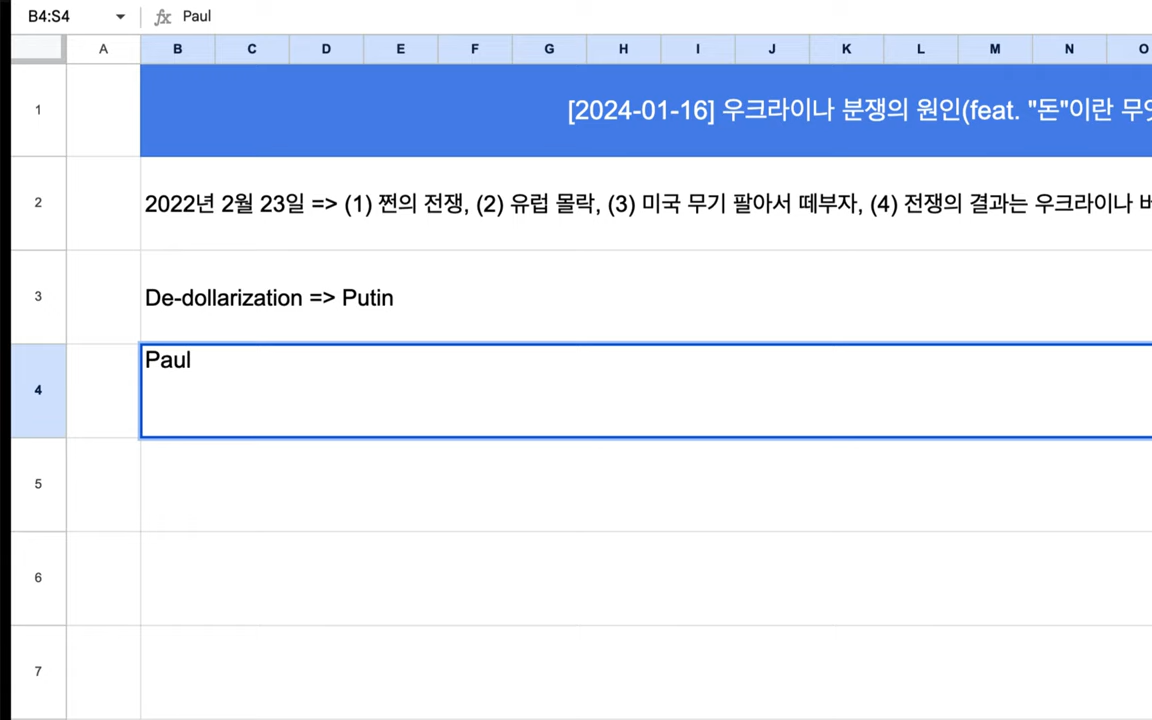 B4:S4
fx Paul
A B C D E F G H I J K L M N O
1 [2024-01-16] 우크라이나 분쟁의 원인(feat. "돈"이란
2 2022년 2월 23일 => (1) 쩐의 전쟁, (2) 유럽 몰락, (3) 미국 무기 팔아서 떼부자, (4) 전쟁의 결과는 우크라이나
3 De-dollarization => Putin
4 Paul
5
6
7